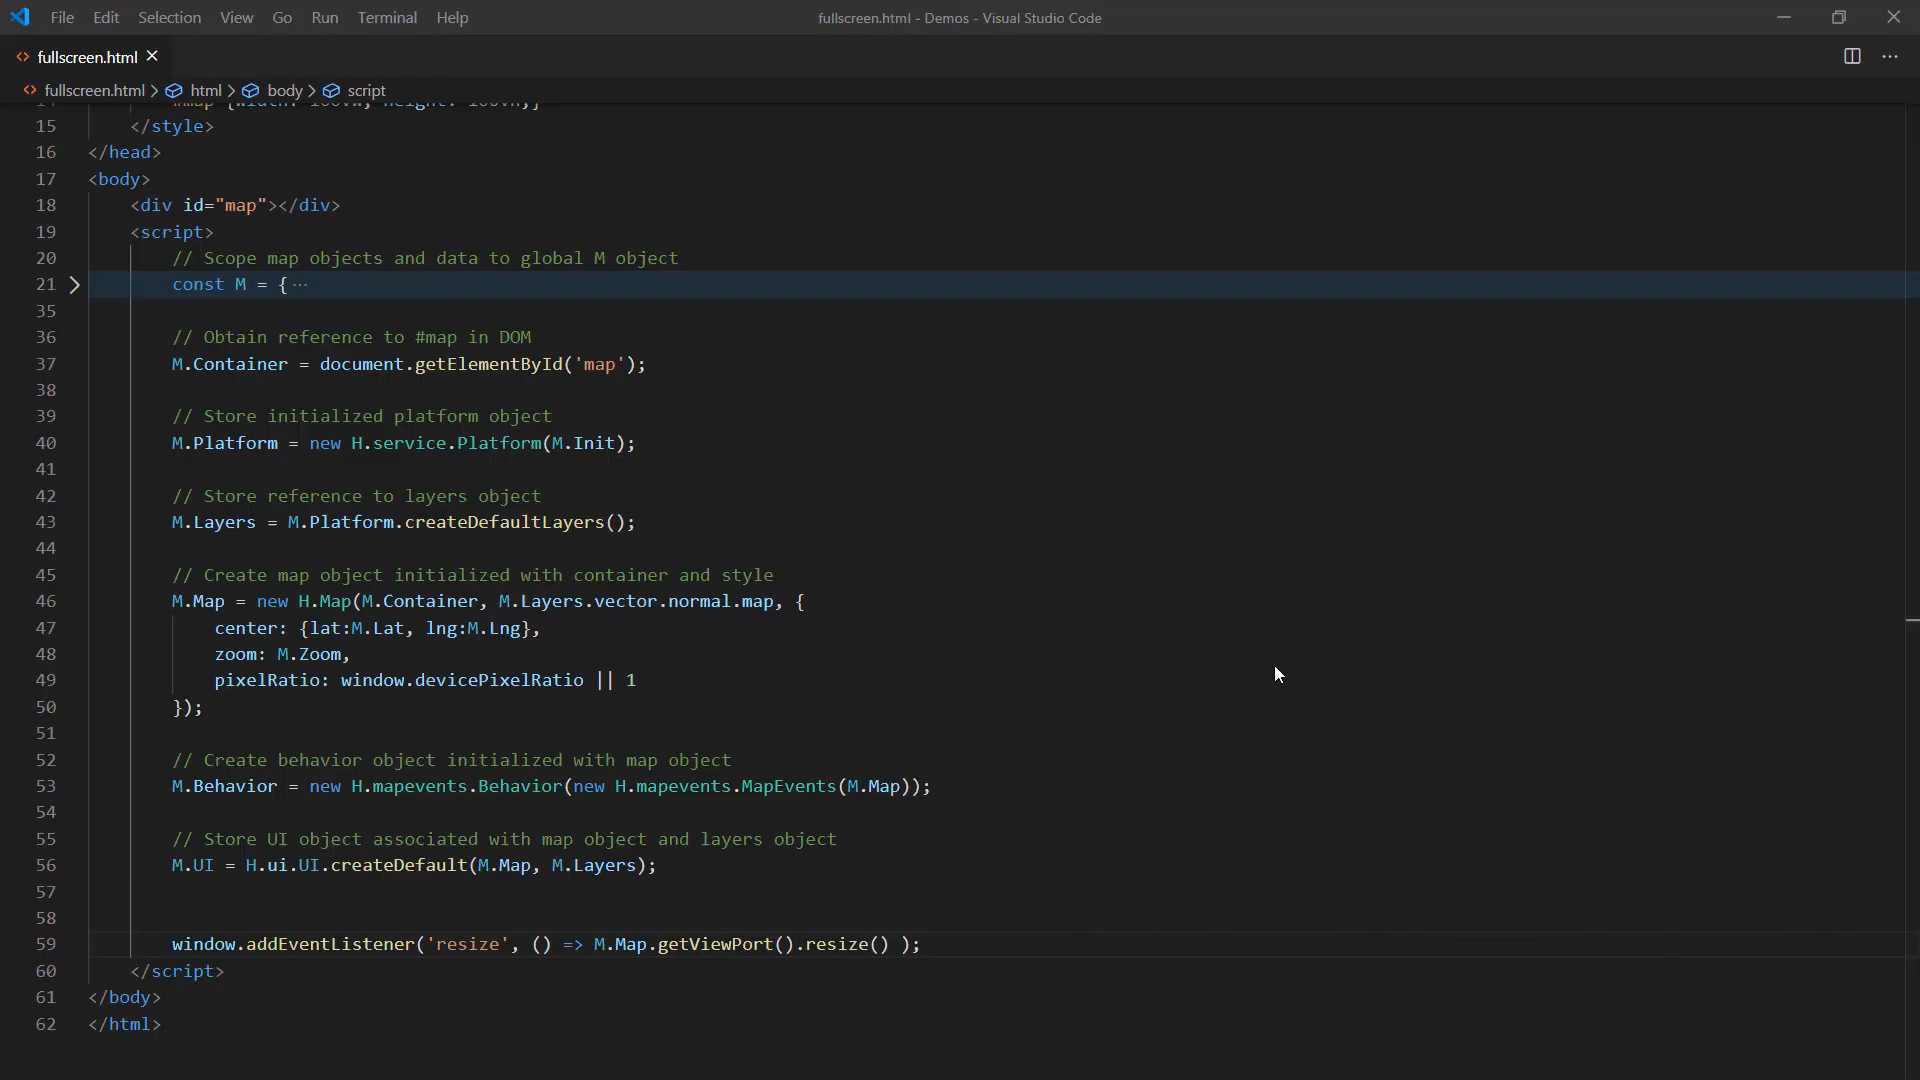 File Edit Selection View Go Run Terminal Help
fullscreen.html - Demos - Visual Studio Code
fullscreen.html
fullscreen.html > html > body > script
14 #map {width: 100vw; height: 100vh;}
15 </style>
16 </head>
17 <body>
18 <div id="map"></div>
19 <script>
20 // Scope map objects and data to global M object
21 const M = { ···
35
36 // Obtain reference to #map in DOM
37 M.Container = document.getElementById('map');
38
39 // Store initialized platform object
40 M.Platform = new H.service.Platform(M.Init);
41
42 // Store reference to layers object
43 M.Layers = M.Platform.createDefaultLayers();
44
45 // Create map object initialized with container and style
46 M.Map = new H.Map(M.Container, M.Layers.vector.normal.map, {
47 center: {lat:M.Lat, lng:M.Lng},
48 zoom: M.Zoom,
49 pixelRatio: window.devicePixelRatio || 1
50 });
51
52 // Create behavior object initialized with map object
53 M.Behavior = new H.mapevents.Behavior(new H.mapevents.MapEvents(M.Map));
54
55 // Store UI object associated with map object and layers object
56 M.UI = H.ui.UI.createDefault(M.Map, M.Layers);
57
58
59 window.addEventListener('resize', () => M.Map.getViewPort().resize() );
60 </script>
61 </body>
62 </html>